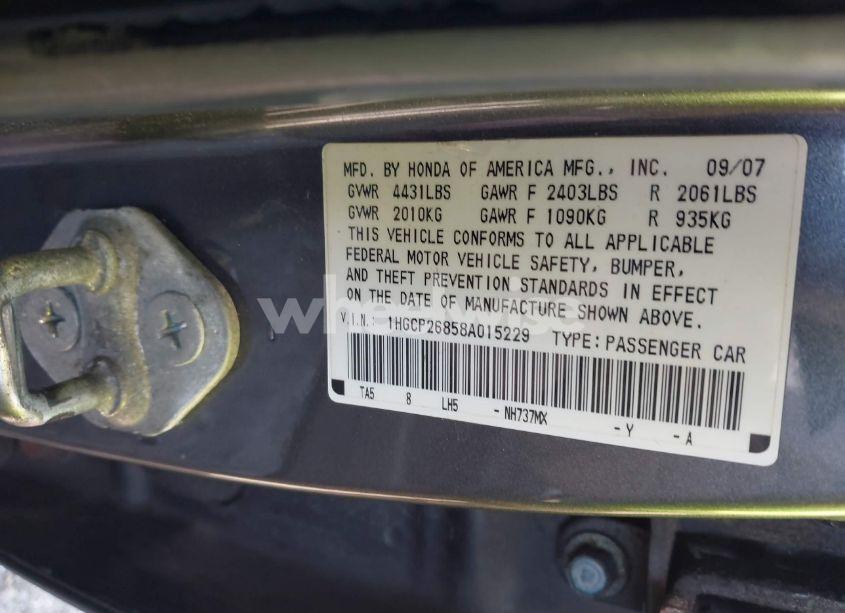 MFD. BY HONDA OF AMERICA MFG., INC. 09/07
GVWR 4431LBS GAWR F 2403LBS R 2061LBS
GVWR 2010KG GAWR F 1090KG R 935KG
THIS VEHICLE CONFORMS TO ALL APPLICABLE
FEDERAL MOTOR VEHICLE SAFETY, BUMPER,
AND THEFT PREVENTION STANDARDS IN EFFECT
ON THE DATE OF MANUFACTURE SHOWN ABOVE.
V.I.N.: 1HGCP26858A015229 TYPE: PASSENGER CAR
TA5 8 LH5 - NH737MX - Y - A
wheelwise